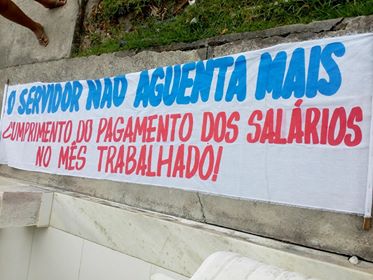 O SERVIDOR NÃO AGUENTA MAIS
CUMPRIMENTO DO PAGAMENTO DOS SALÁRIOS
NO MÊS TRABALHADO!